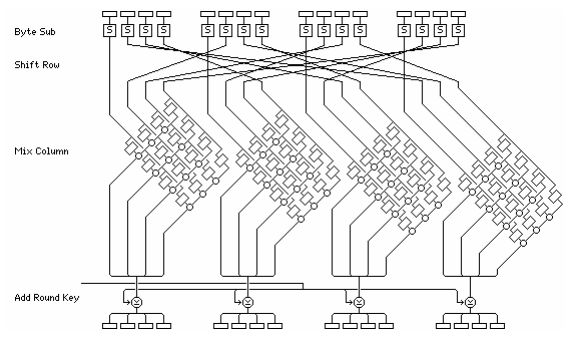 Byte Sub
S S S S S S S S S S S S S S S S
Shift Row
Mix Column
Add Round Key